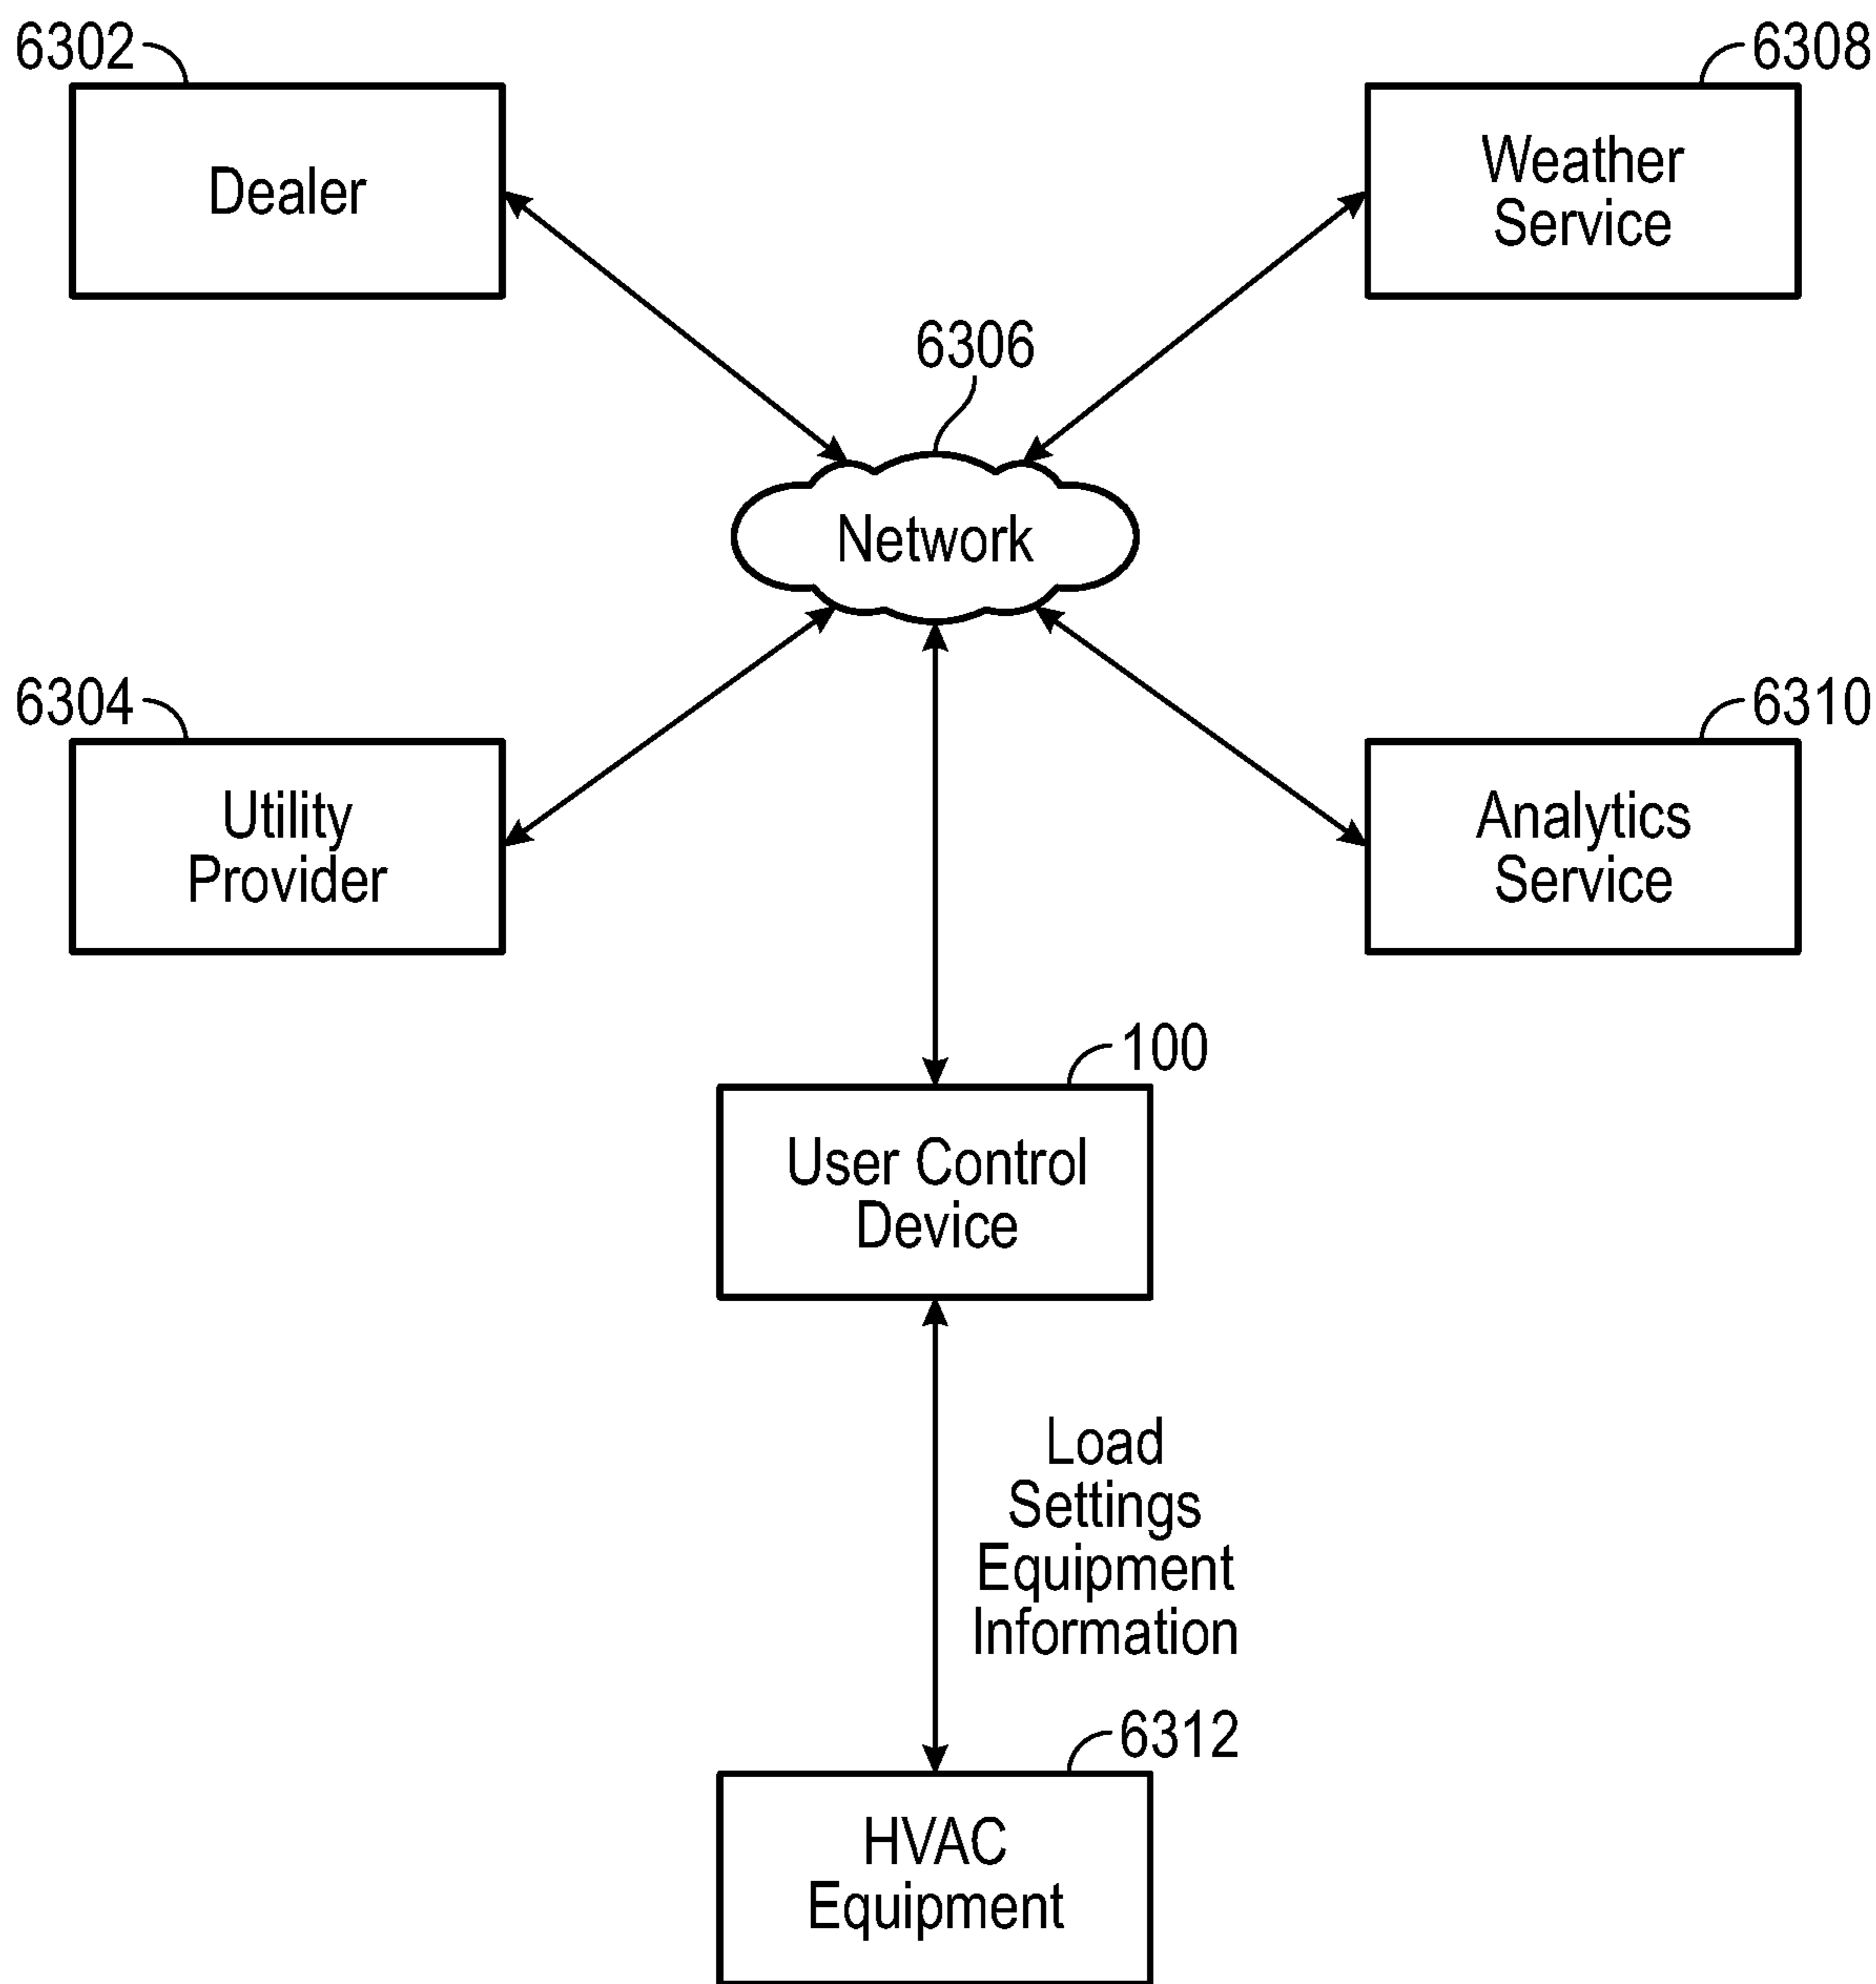 6302
6308
Dealer
Weather
Service
6306
Network
6304
6310
Utility
Provider
Analytics
Service
100
User Control
Device
Load
Settings
Equipment
Information
6312
HVAC
Equipment